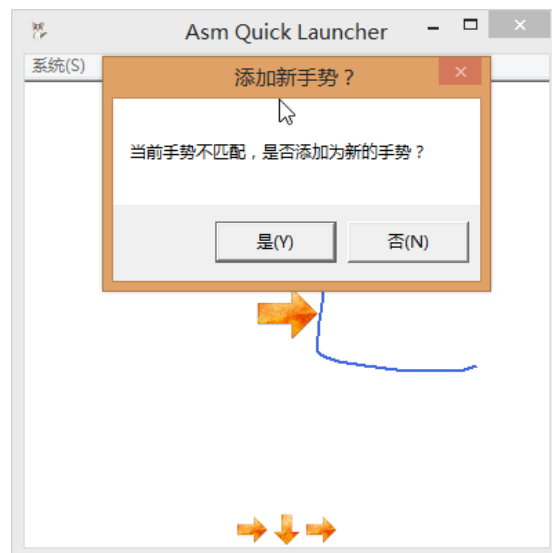 Asm Quick Launcher
系统(S)
添加新手势？
当前手势不匹配，是否添加为新的手势？
是(Y)
否(N)